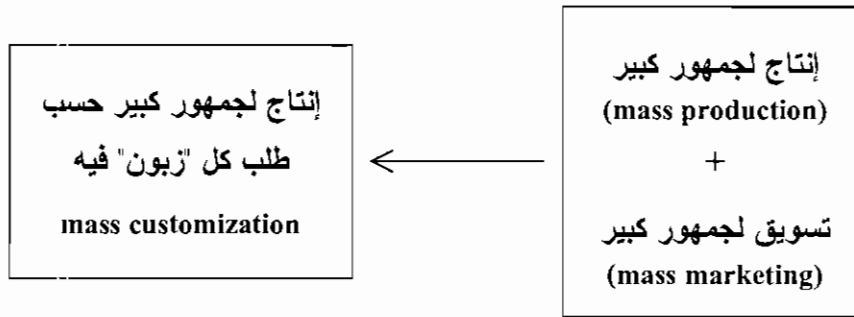 إنتاج لجمهور كبير
(mass production)
+
تسويق لجمهور كبير
(mass marketing)
إنتاج لجمهور كبير حسب
طلب كل "زبون" فيه
mass customization